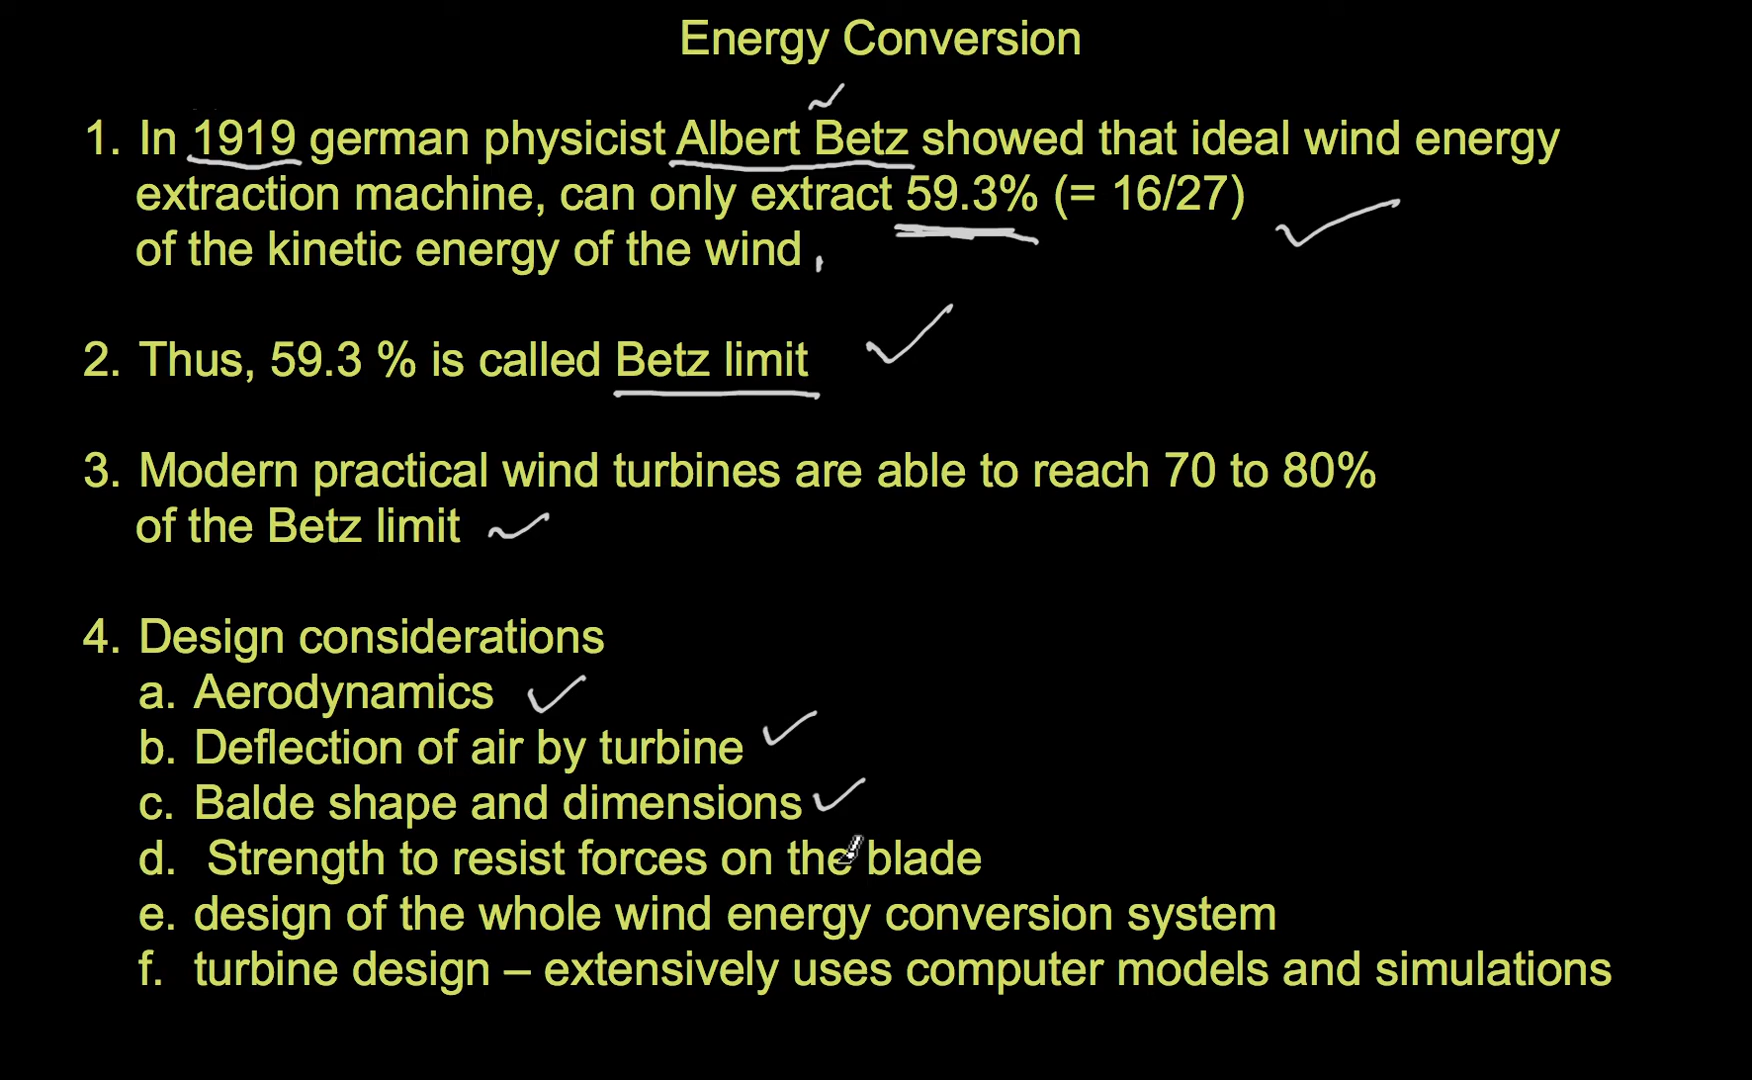 Energy Conversion
1. In 1919 german physicist Albert Betz showed that ideal wind energy
extraction machine, can only extract 59.3% (= 16/27)
of the kinetic energy of the wind
2. Thus, 59.3 % is called Betz limit
3. Modern practical wind turbines are able to reach 70 to 80%
of the Betz limit
4. Design considerations
a. Aerodynamics
b. Deflection of air by turbine
c. Balde shape and dimensions
d. Strength to resist forces on the blade
e. design of the whole wind energy conversion system
f. turbine design – extensively uses computer models and simulations